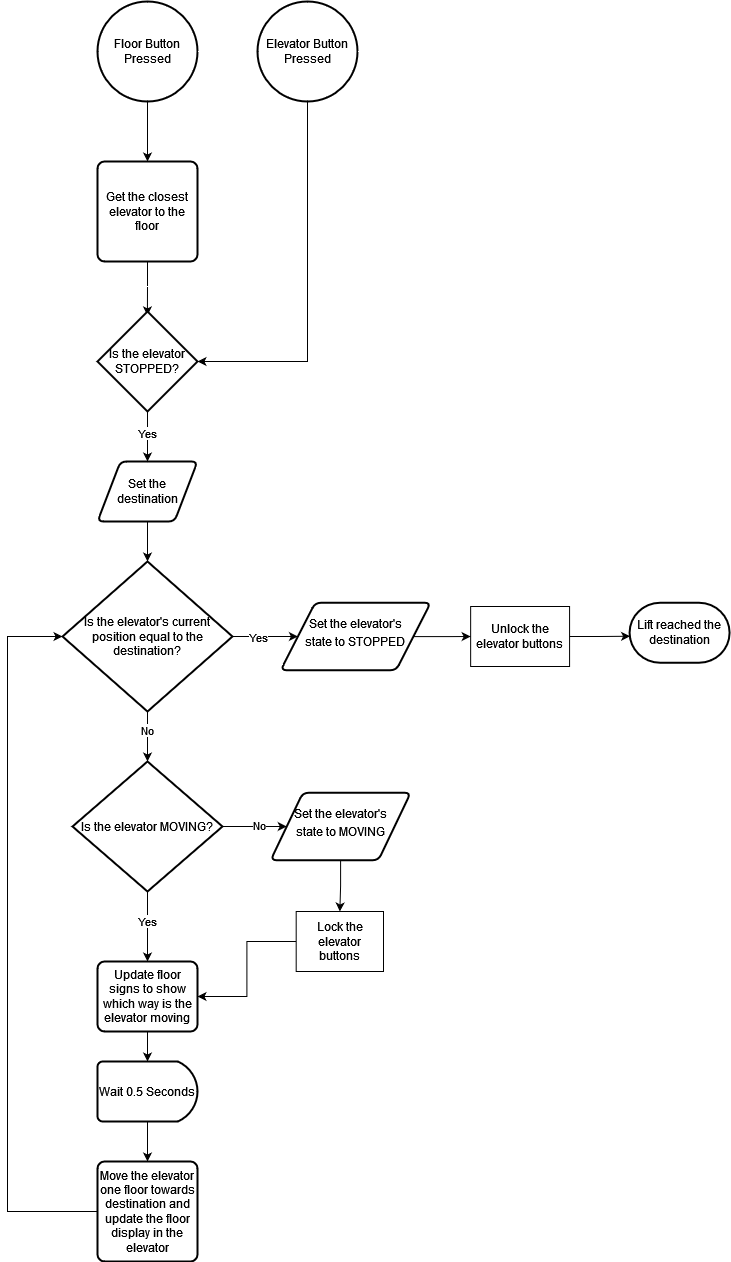 Floor Button
Pressed
Elevator Button
Pressed
Get the closest
elevator to the
floor
Is the elevator
STOPPED?
Yes
Set the
destination
Is the elevator's current
position equal to the
destination?
Yes
Set the elevator's
state to STOPPED
Unlock the
elevator buttons
Lift reached the
destination
No
Is the elevator MOVING?
No
Set the elevator's
state to MOVING
Yes
Lock the
elevator
buttons
Update floor
signs to show
which way is the
elevator moving
Wait 0.5 Seconds
Move the elevator
one floor towards
destination and
update the floor
display in the
elevator